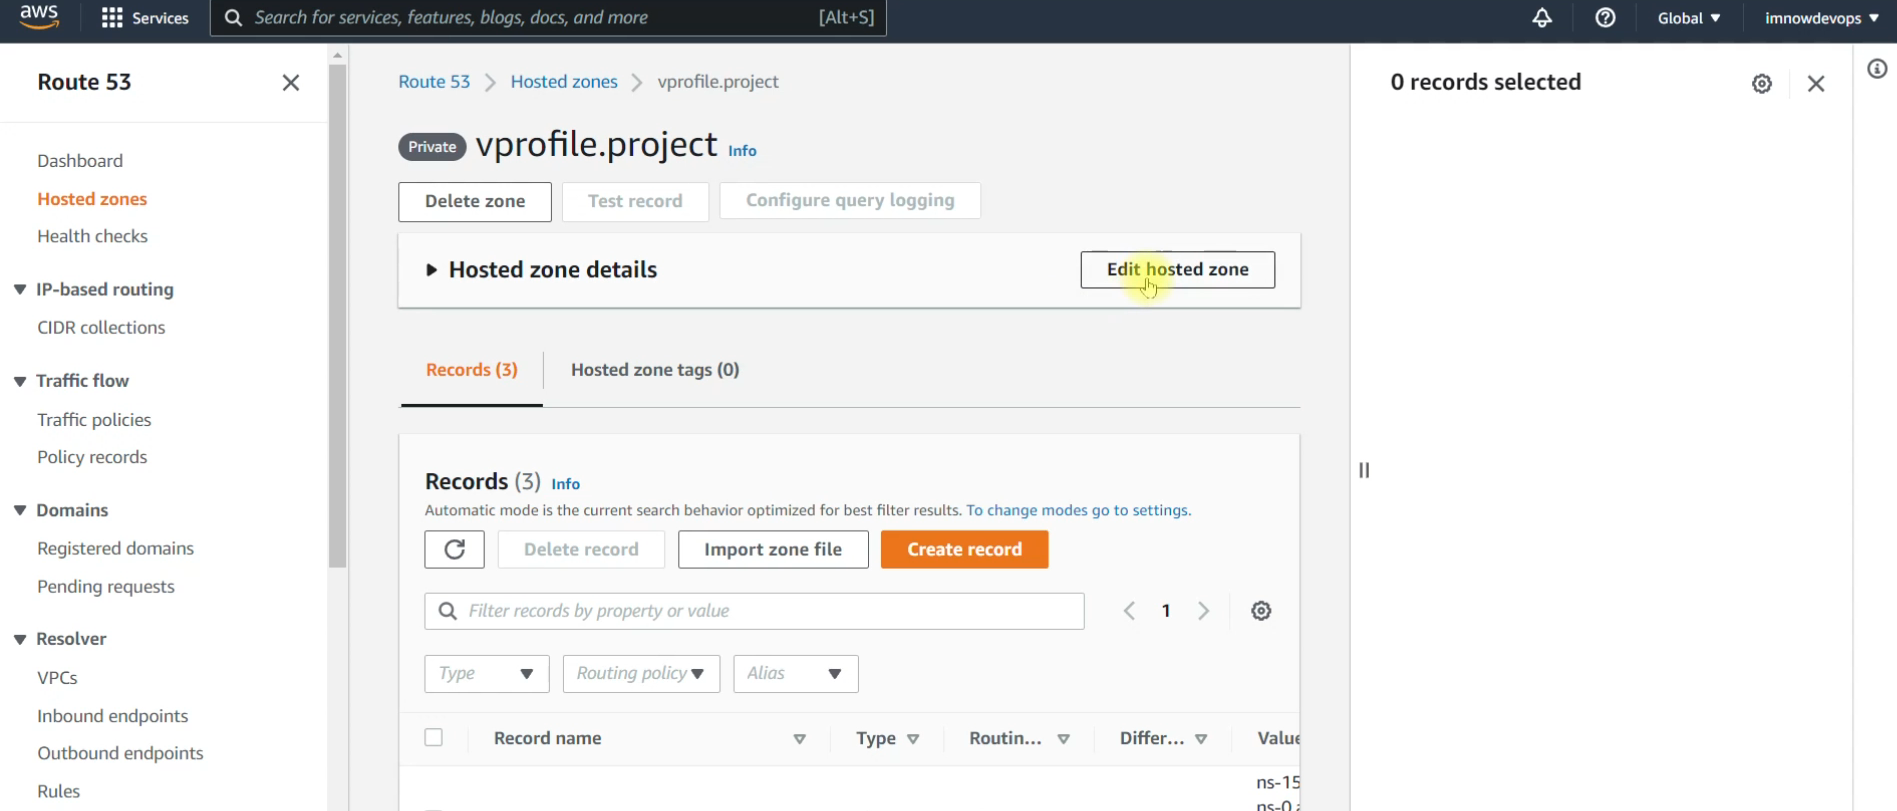 aws
Services
Search for services, features, blogs, docs, and more
[Alt+S]
Global
imnowdevops
Route 53
Dashboard
Hosted zones
Health checks
IP-based routing
CIDR collections
Traffic flow
Traffic policies
Policy records
Domains
Registered domains
Pending requests
Resolver
VPCs
Inbound endpoints
Outbound endpoints
Rules
Route 53 > Hosted zones > vprofile.project
Private vprofile.project Info
Delete zone
Test record
Configure query logging
Hosted zone details
Edit hosted zone
Records (3)
Hosted zone tags (0)
Records (3) Info
Automatic mode is the current search behavior optimized for best filter results. To change modes go to settings.
Delete record
Import zone file
Create record
Filter records by property or value
1
Type
Routing policy
Alias
Record name
Type
Routin...
Differ...
Value
ns-15
ns-0.
0 records selected